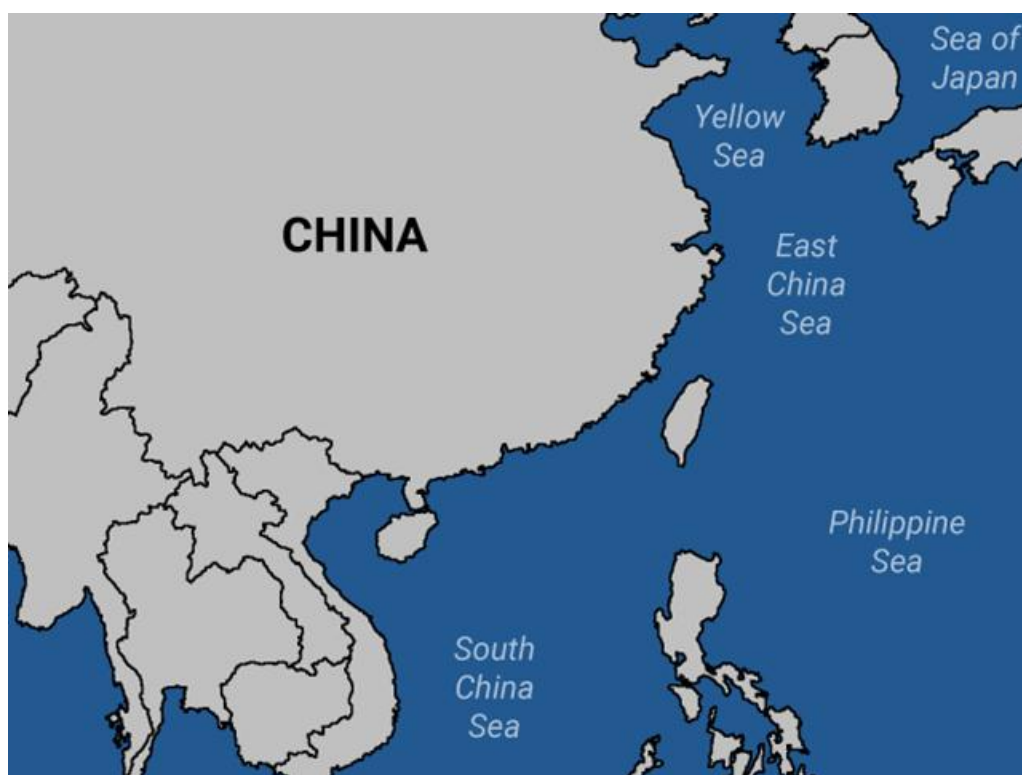 Sea of
Japan
Yellow
Sea
CHINA
East
China
Sea
Philippine
Sea
South
China
Sea